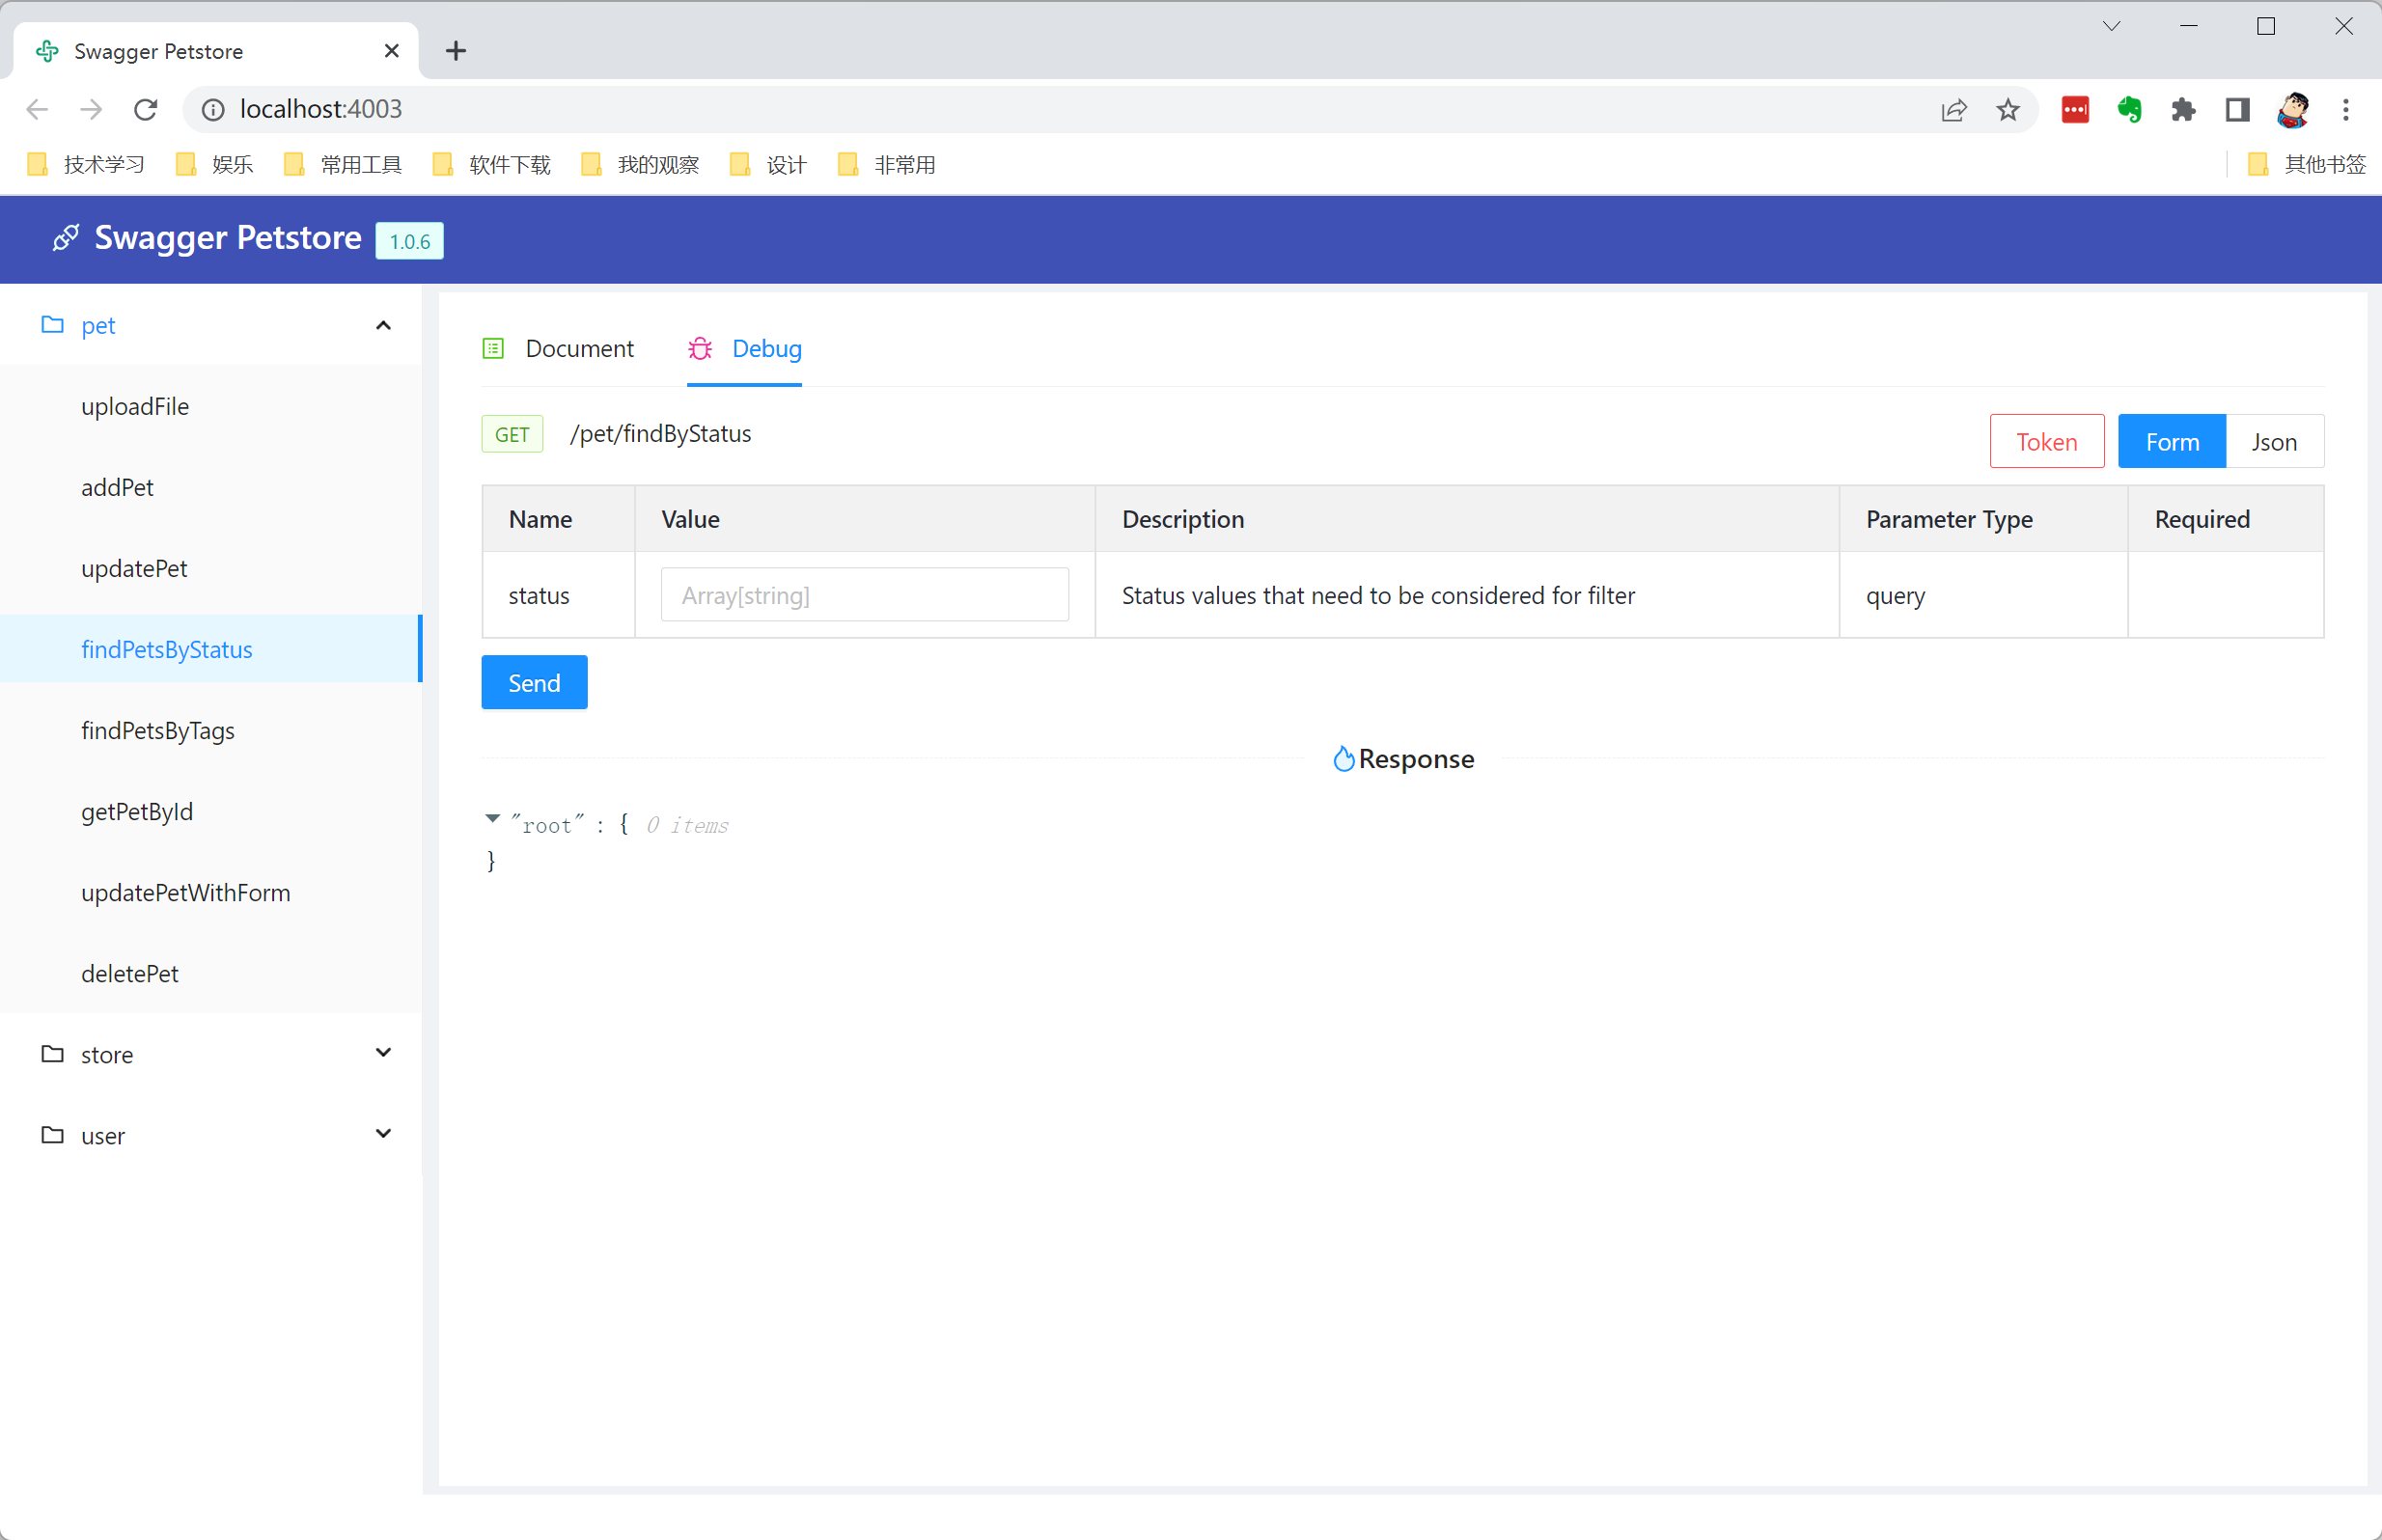 Swagger Petstore
localhost:4003
技术学习 娱乐 常用工具 软件下载 我的观察 设计 非常用 其他书签
Swagger Petstore 1.0.6
pet
uploadFile
addPet
updatePet
findPetsByStatus
findPetsByTags
getPetById
updatePetWithForm
deletePet
store
user
Document Debug
GET /pet/findByStatus Token Form Json
Name Value Description Parameter Type Required
status Array[string] Status values that need to be considered for filter query
Send
Response
"root" : { 0 items
}